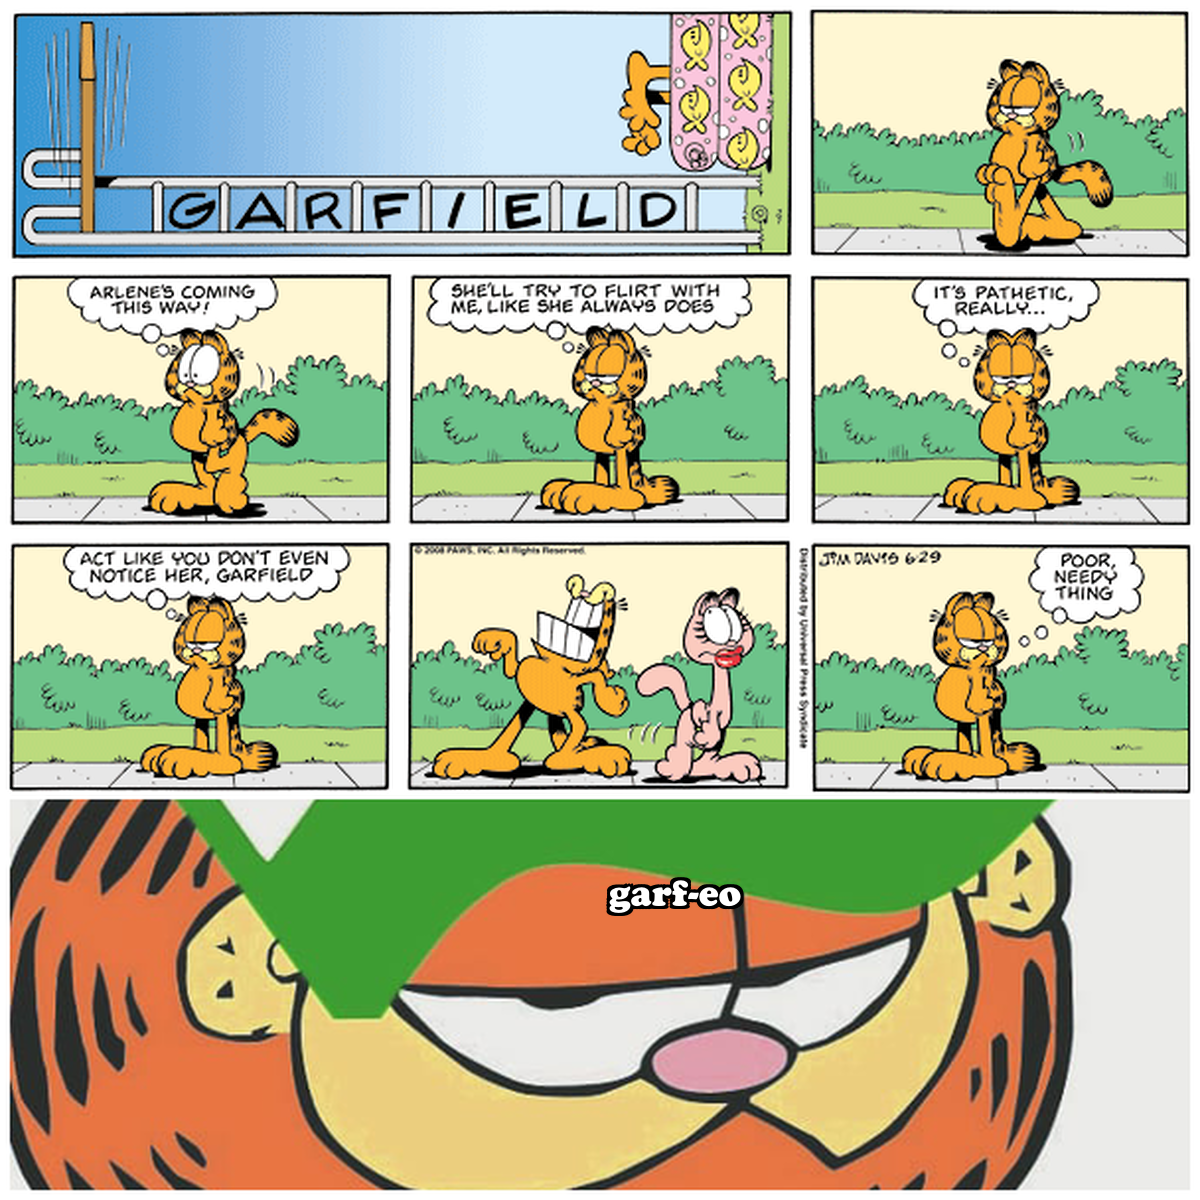 GARFIELD
ARLENE'S COMING
THIS WAY!
SHE'LL TRY TO FLIRT WITH
ME, LIKE SHE ALWAYS DOES
IT'S PATHETIC,
REALLY...
ACT LIKE YOU DON'T EVEN
NOTICE HER, GARFIELD
© 2008 PAWS, INC. All Rights Reserved.
Distributed by Universal Press Syndicate
JIM DAVIS 6·29
POOR,
NEEDY
THING
garf-eo